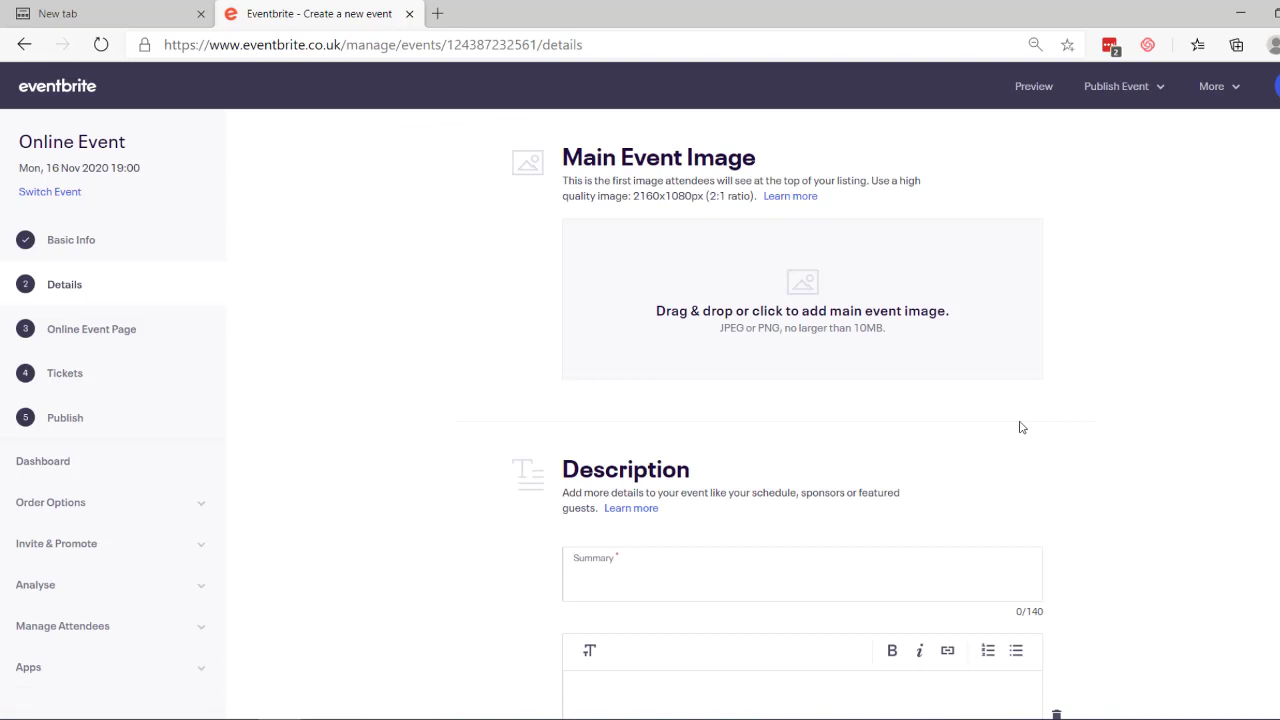 New tab
Eventbrite - Create a new event
https://www.eventbrite.co.uk/manage/events/124387232561/details
2
eventbrite
Preview
Publish Event
More
Online Event
Mon, 16 Nov 2020 19:00
Switch Event
Basic Info
2 Details
3 Online Event Page
4 Tickets
5 Publish
Dashboard
Order Options
Invite & Promote
Analyse
Manage Attendees
Apps
Main Event Image
This is the first image attendees will see at the top of your listing. Use a high
quality image: 2160x1080px (2:1 ratio). Learn more
Drag & drop or click to add main event image.
JPEG or PNG, no larger than 10MB.
Description
Add more details to your event like your schedule, sponsors or featured
guests. Learn more
Summary *
0/140
B i